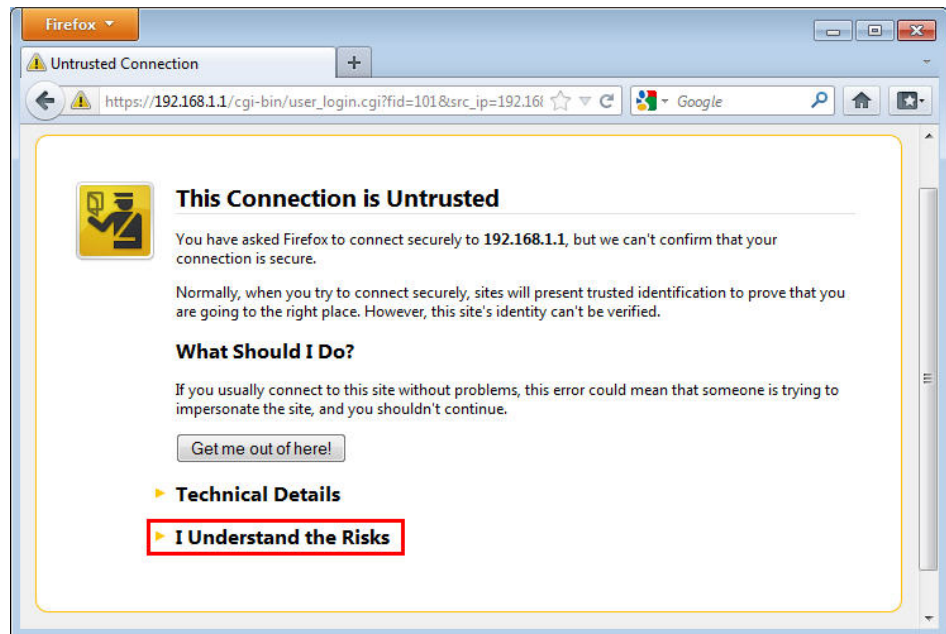 Firefox
Untrusted Connection
https://192.168.1.1/cgi-bin/user_login.cgi?fid=101&src_ip=192.168
Google
This Connection is Untrusted
You have asked Firefox to connect securely to 192.168.1.1, but we can't confirm that your
connection is secure.
Normally, when you try to connect securely, sites will present trusted identification to prove that you
are going to the right place. However, this site's identity can't be verified.
What Should I Do?
If you usually connect to this site without problems, this error could mean that someone is trying to
impersonate the site, and you shouldn't continue.
Get me out of here!
Technical Details
I Understand the Risks